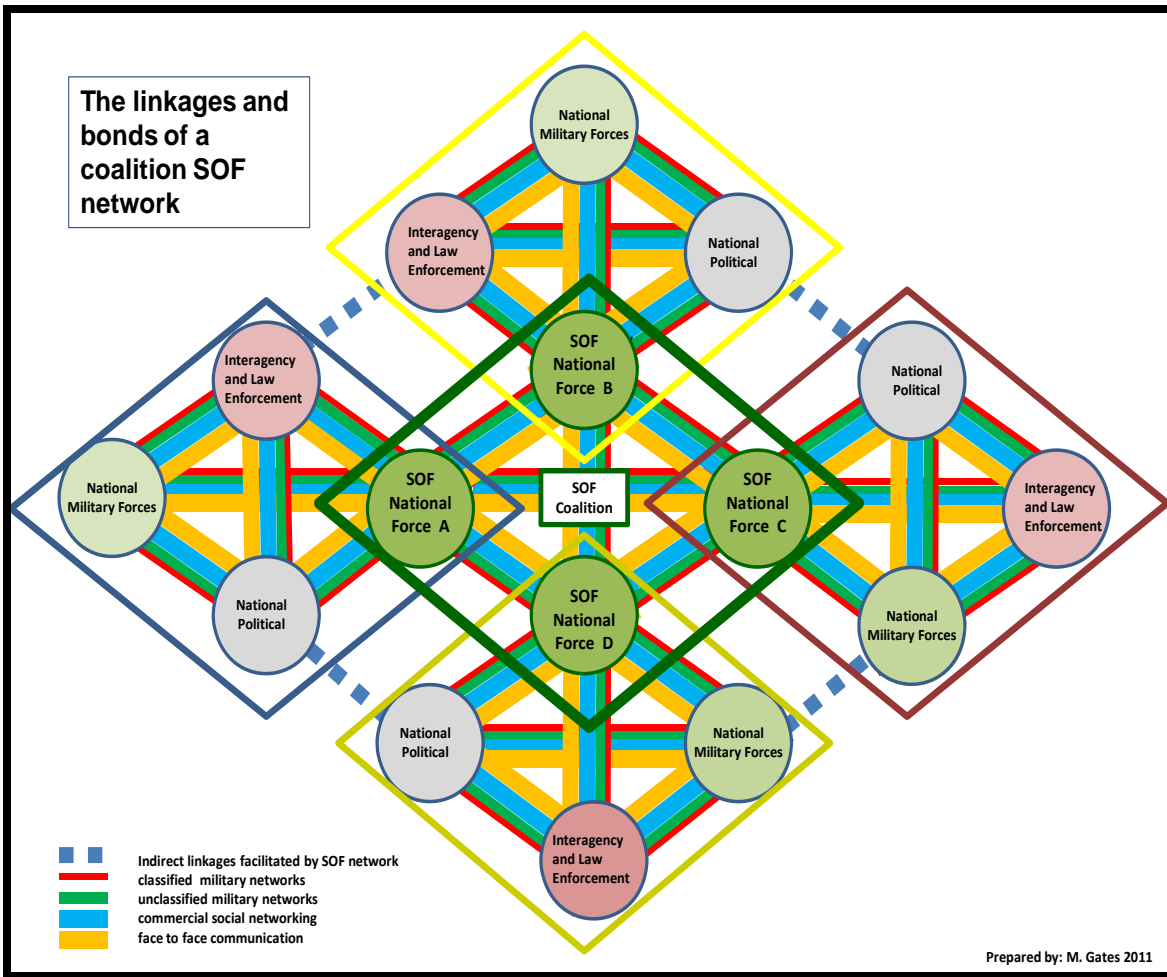 The linkages and
bonds of a
coalition SOF
network
National
Military Forces
Interagency
and Law
Enforcement
National
Political
SOF
National
Force B
Interagency
and Law
Enforcement
National
Military Forces
National
Political
SOF
National
Force A
SOF
Coalition
SOF
National
Force C
National
Political
Interagency
and Law
Enforcement
National
Military Forces
SOF
National
Force D
National
Political
National
Military Forces
Interagency
and Law
Enforcement
Indirect linkages facilitated by SOF network
classified military networks
unclassified military networks
commercial social networking
face to face communication
Prepared by: M. Gates 2011